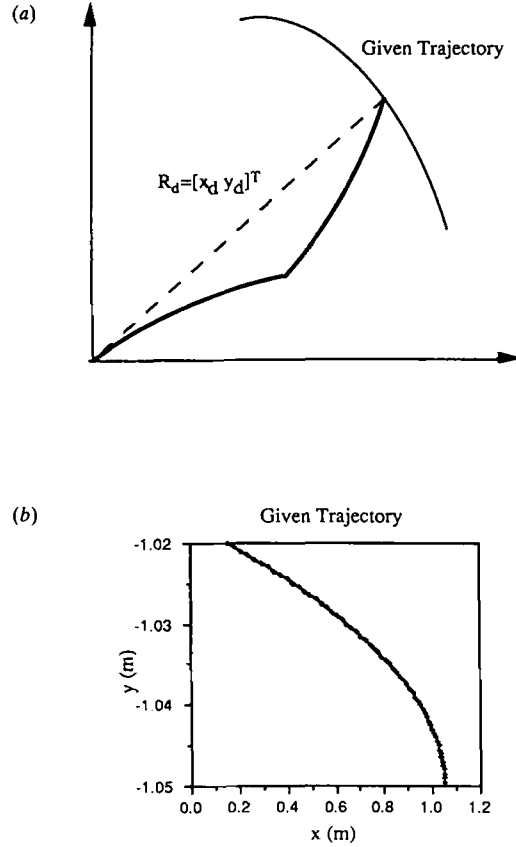 (a)
Given Trajectory
R_d=[x_d y_d]^T
(b)
Given Trajectory
-1.02
-1.03
-1.04
-1.05
y (m)
0.0 0.2 0.4 0.6 0.8 1.0 1.2
x (m)